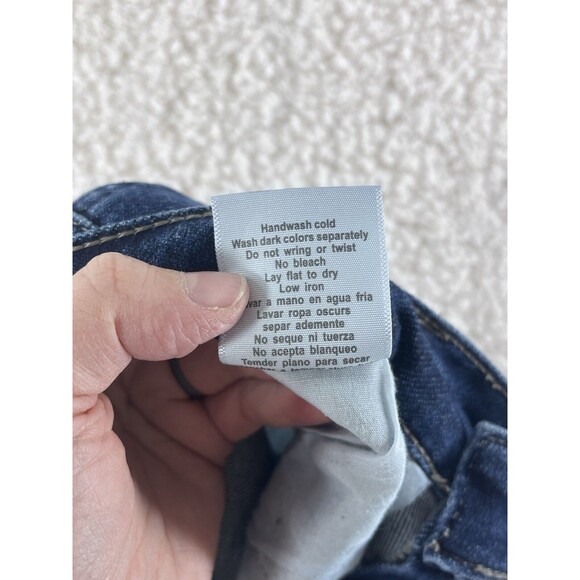 Handwash cold
Wash dark colors separately
Do not wring or twist
No bleach
Lay flat to dry
Low iron
a mano en agua fria
Lavar ropa oscurs
separ ademente
No seque ni tuerza
No acepta blanqueo
Temder plano para secar